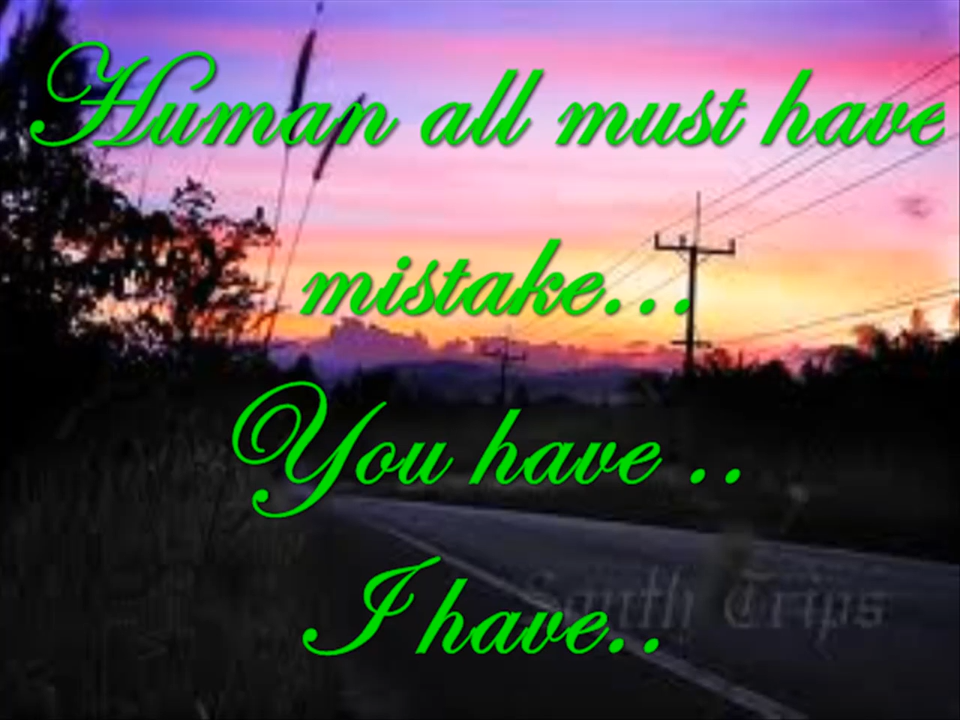 Human all must have
mistake...
You have ..
I have..
South Trips